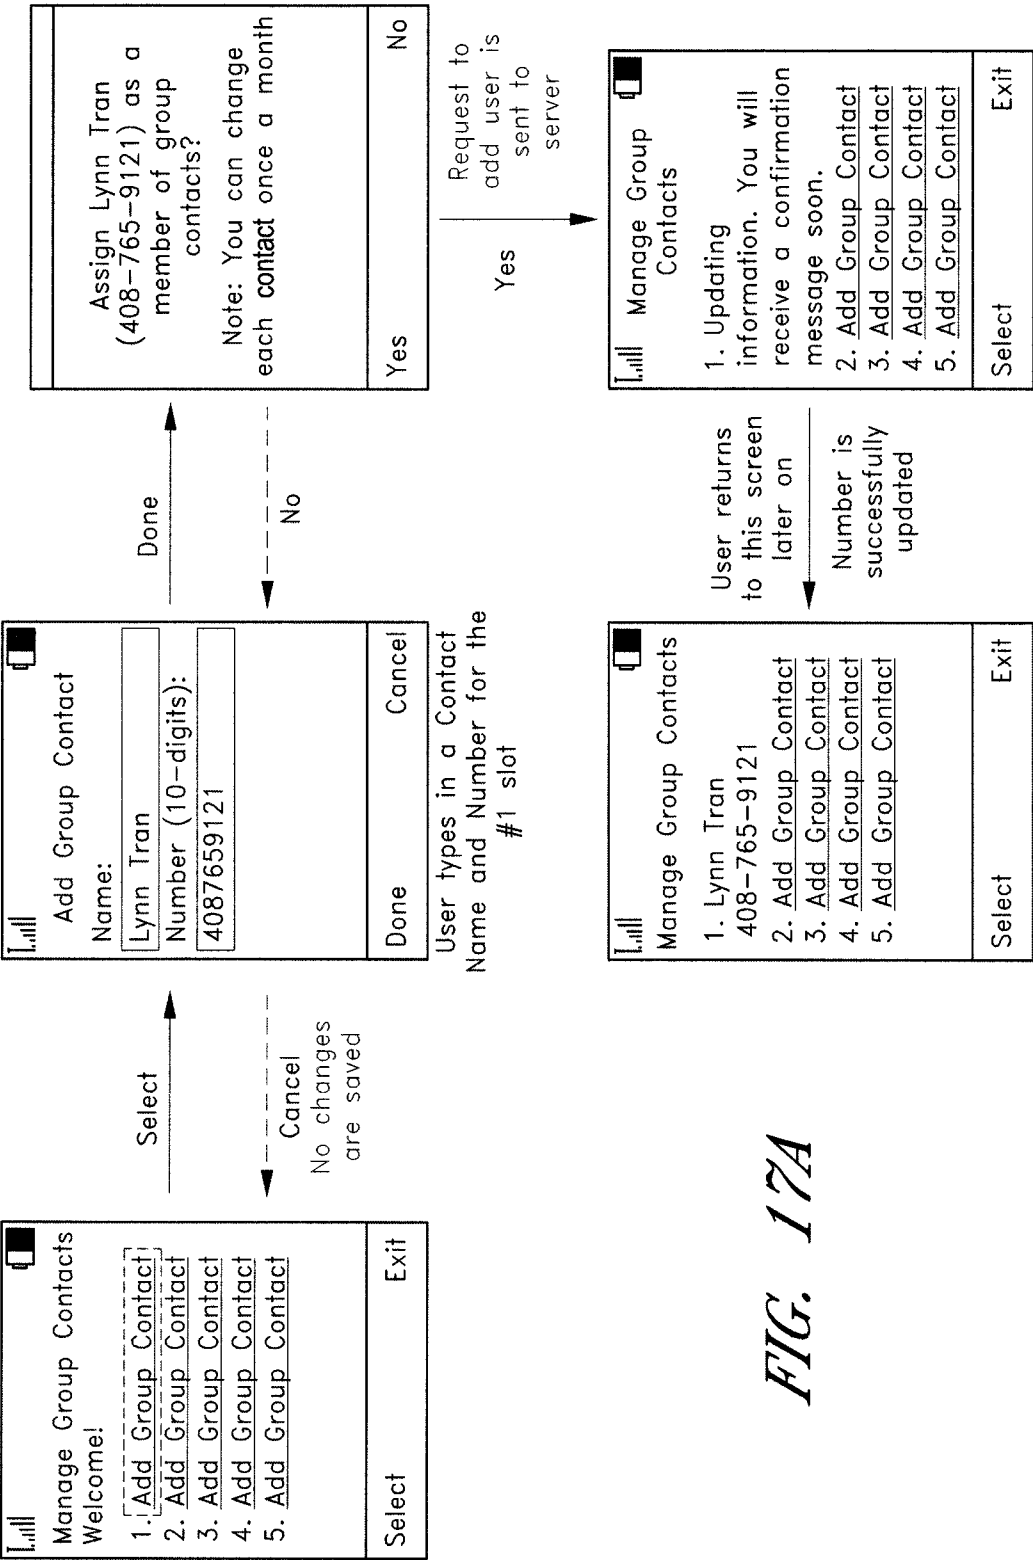 Manage Group Contacts
Welcome!
1. Add Group Contact
2. Add Group Contact
3. Add Group Contact
4. Add Group Contact
5. Add Group Contact
Select Exit
Select
Cancel
No changes
are saved
Add Group Contact
Name:
Lynn Tran
Number (10-digits):
4087659121
Done Cancel
User types in a Contact
Name and Number for the
#1 slot
Done
No
Assign Lynn Tran
(408-765-9121) as a
member of group
contacts?
Note: You can change
each contact once a month
Yes No
Yes
Request to
add user is
sent to
server
Manage Group
Contacts
1. Updating
information. You will
receive a confirmation
message soon.
2. Add Group Contact
3. Add Group Contact
4. Add Group Contact
5. Add Group Contact
Select Exit
User returns
to this screen
later on
Number is
successfully
updated
Manage Group Contacts
1. Lynn Tran
408-765-9121
2. Add Group Contact
3. Add Group Contact
4. Add Group Contact
5. Add Group Contact
Select Exit
FIG. 17A